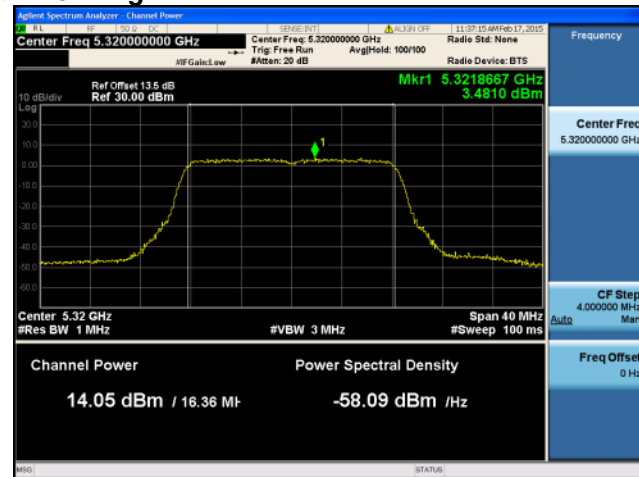 Agilent Spectrum Analyzer - Channel Power
RL RF 50 Ω DC SENSE:INT ALIGN OFF 11:37:15 AM Feb 17, 2015
Center Freq 5.320000000 GHz
Center Freq: 5.320000000 GHz
Radio Std: None
Trig: Free Run Avg|Hold: 100/100
#IFGain:Low #Atten: 20 dB Radio Device: BTS
Frequency
Ref Offset 13.5 dB
Mkr1 5.3218667 GHz
10 dB/div Ref 30.00 dBm 3.4810 dBm
Log
20.0
10.0
0.00
-10.0
-20.0
-30.0
-40.0
-50.0
-60.0
1
Center Freq
5.320000000 GHz
Center 5.32 GHz Span 40 MHz
#Res BW 1 MHz #VBW 3 MHz #Sweep 100 ms
CF Step
4.000000 MHz
Auto Man
Channel Power Power Spectral Density
14.05 dBm / 16.36 MH -58.09 dBm /Hz
Freq Offset
0 Hz
MSG STATUS